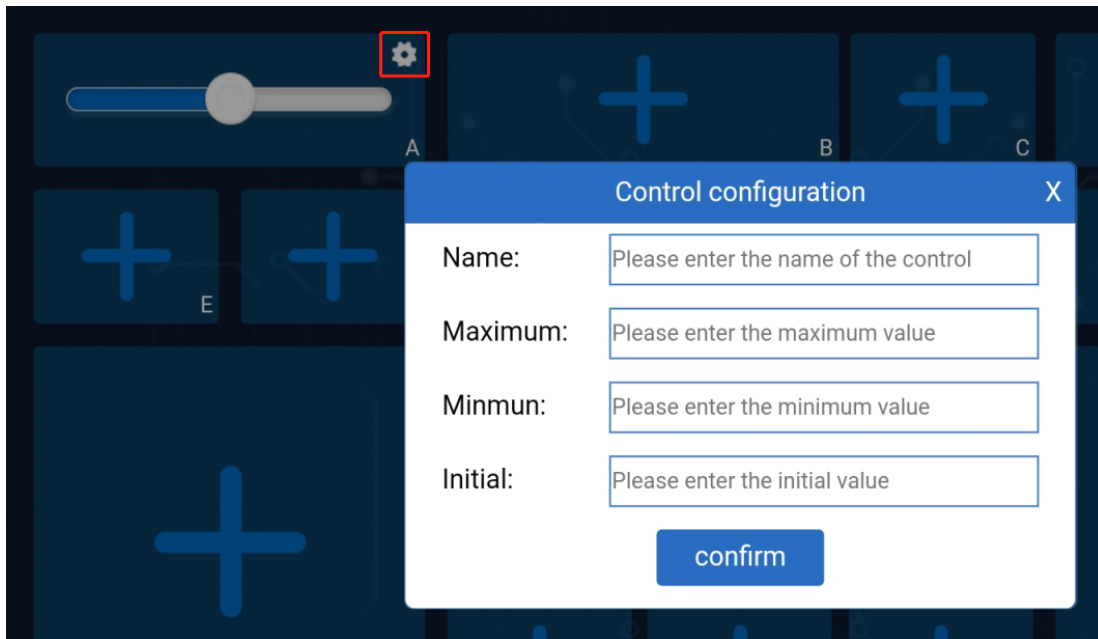 A
B
C
Control configuration
X
Name:
Please enter the name of the control
E
Maximum:
Please enter the maximum value
Minmun:
Please enter the minimum value
Initial:
Please enter the initial value
confirm